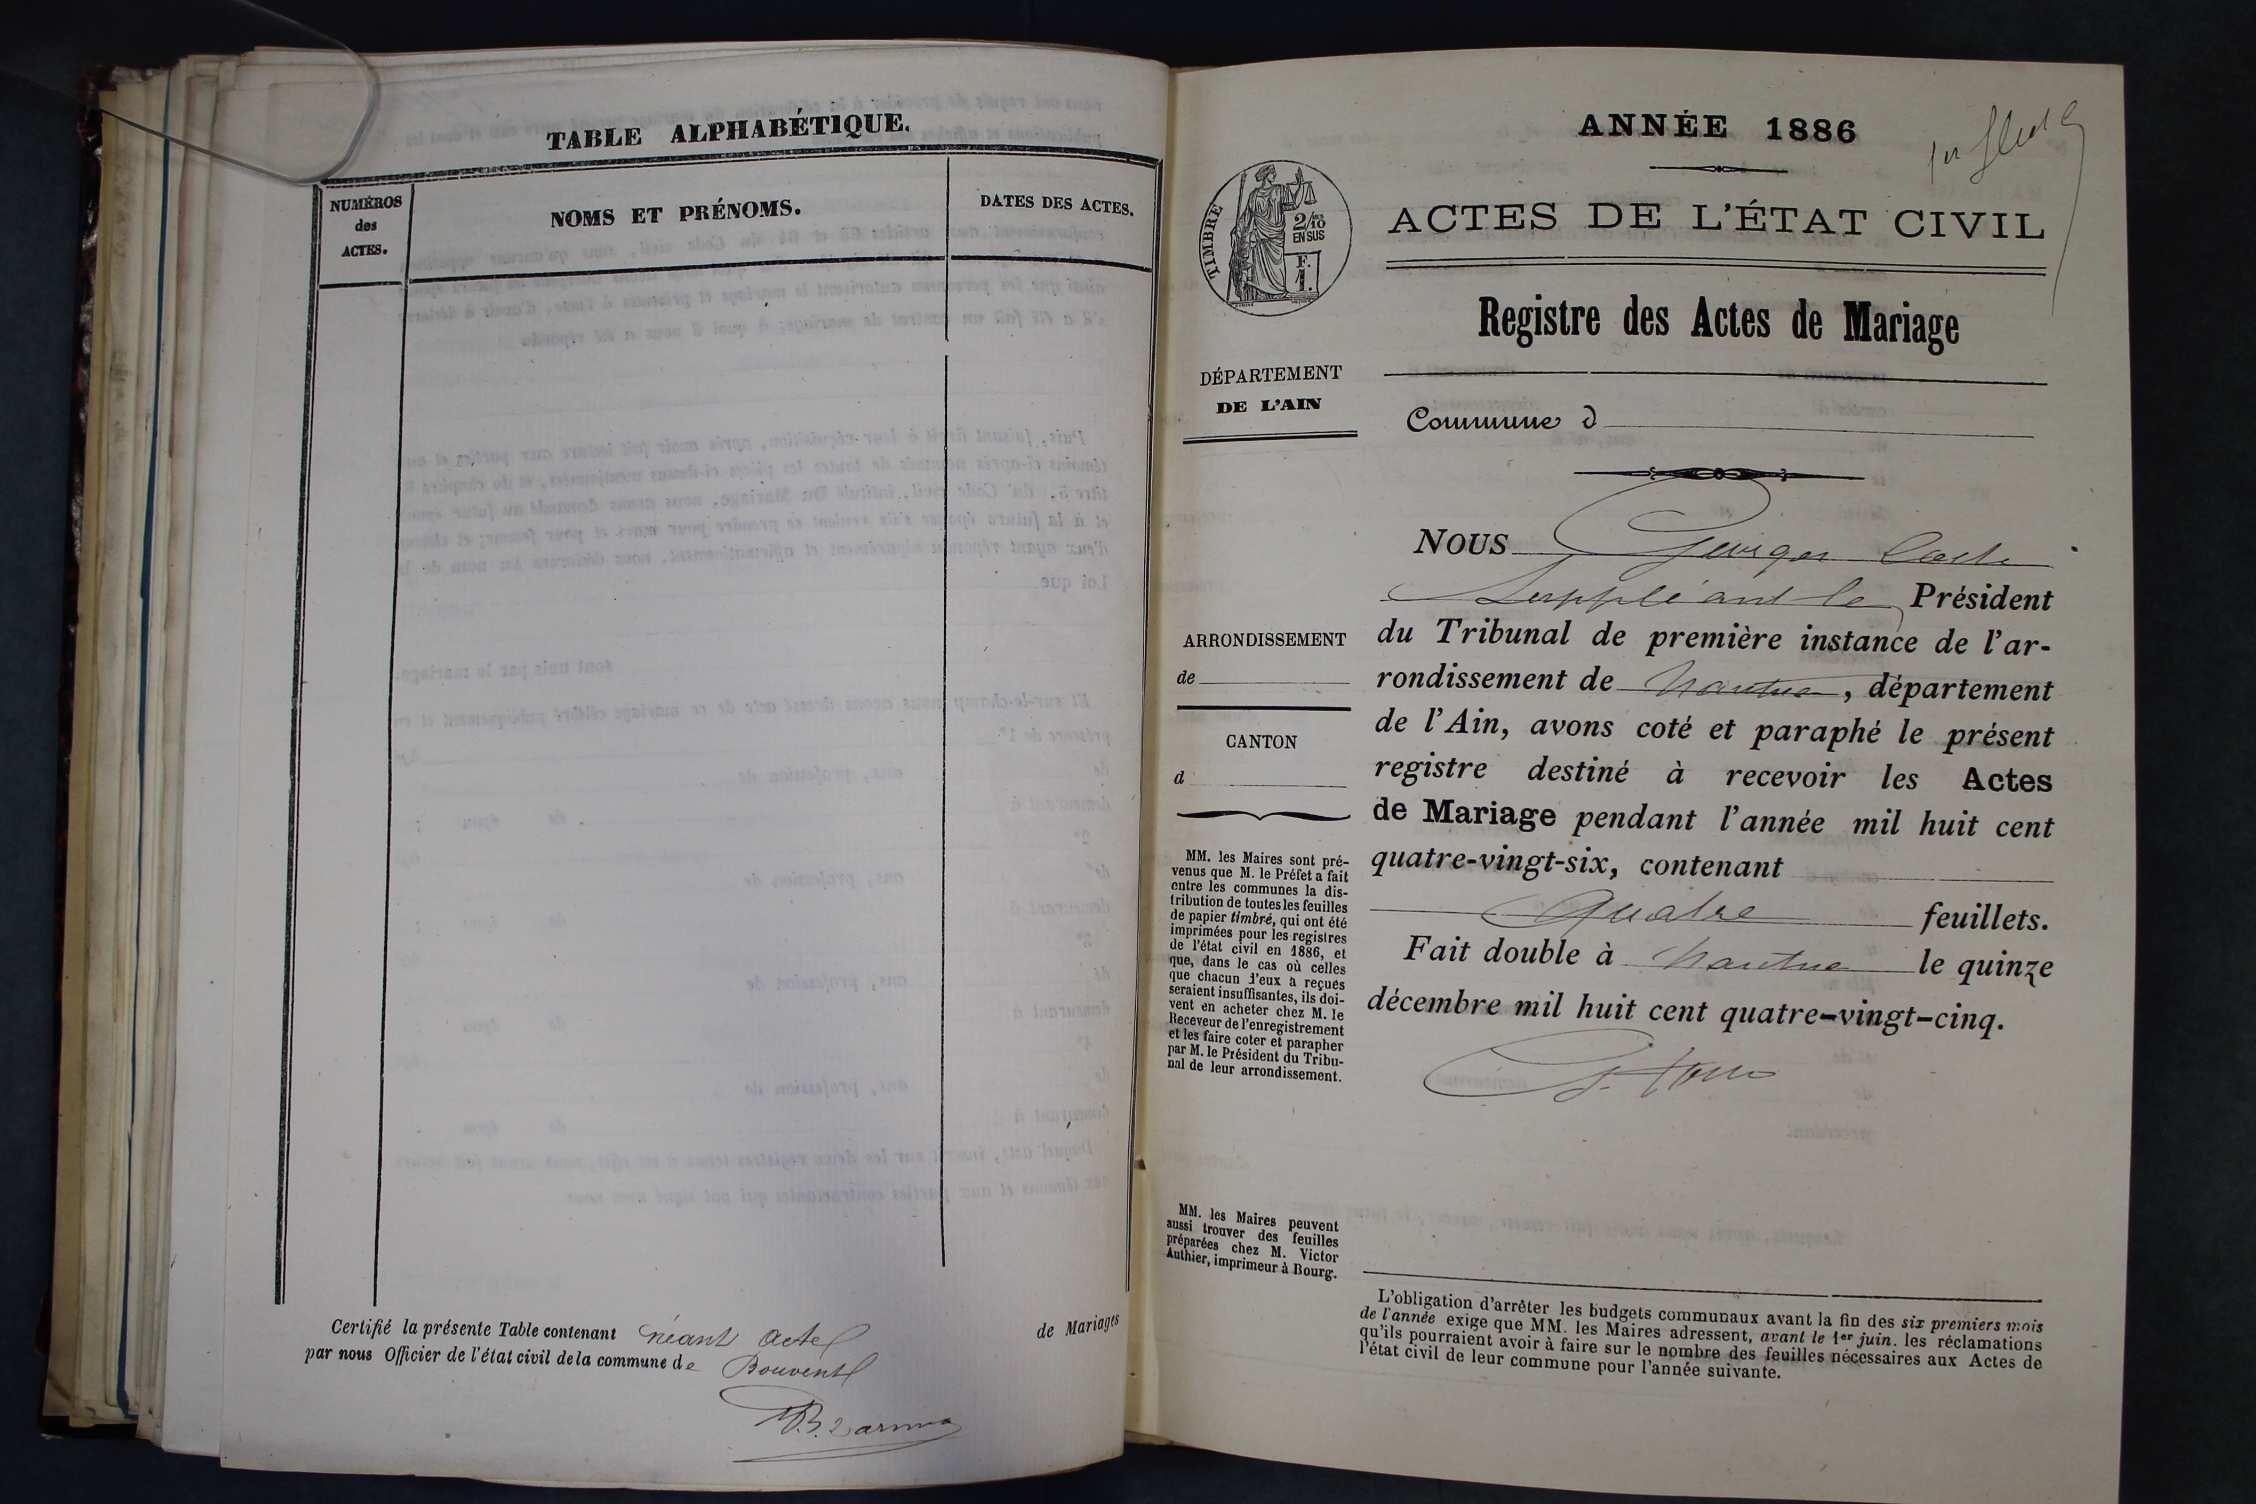 TABLE ALPHABÉTIQUE.
NUMÉROS
des
ACTES.
NOMS ET PRÉNOMS.
DATES DES ACTES.
Certifié la présente Table contenant néant acte de Mariages
par nous Officier de l'état civil de la commune de Bouvent
ANNÉE 1886
1er
TIMBRE
2/10
EN SUS
F.
1.
ACTES DE L'ÉTAT CIVIL
Registre des Actes de Mariage
DÉPARTEMENT
DE L'AIN
Commune d
ARRONDISSEMENT
de
CANTON
d
MM. les Maires sont pré-
venus que M. le Préfet a fait
entre les communes la dis-
tribution de toutes les feuilles
de papier timbré, qui ont été
imprimées pour les registres
de l'état civil en 1886, et
que, dans le cas où celles
que chacun d'eux a reçues
seraient insuffisantes, ils doi-
vent en acheter chez M. le
Receveur de l'enregistrement
et les faire coter et parapher
par M. le Président du Tribu-
nal de leur arrondissement.
MM. les Maires peuvent
aussi trouver des feuilles
préparées chez M. Victor
Authier, imprimeur à Bourg.
NOUS Georges
Suppléant le Président
du Tribunal de première instance de l'ar-
rondissement de Nantua, département
de l'Ain, avons coté et paraphé le présent
registre destiné à recevoir les Actes
de Mariage pendant l'année mil huit cent
quatre-vingt-six, contenant
Quatre feuillets.
Fait double à Nantua le quinze
décembre mil huit cent quatre-vingt-cinq.
L'obligation d'arrêter les budgets communaux avant la fin des six premiers mois
de l'année exige que MM. les Maires adressent, avant le 1er juin. les réclamations
qu'ils pourraient avoir à faire sur le nombre des feuilles nécessaires aux Actes de
l'état civil de leur commune pour l'année suivante.